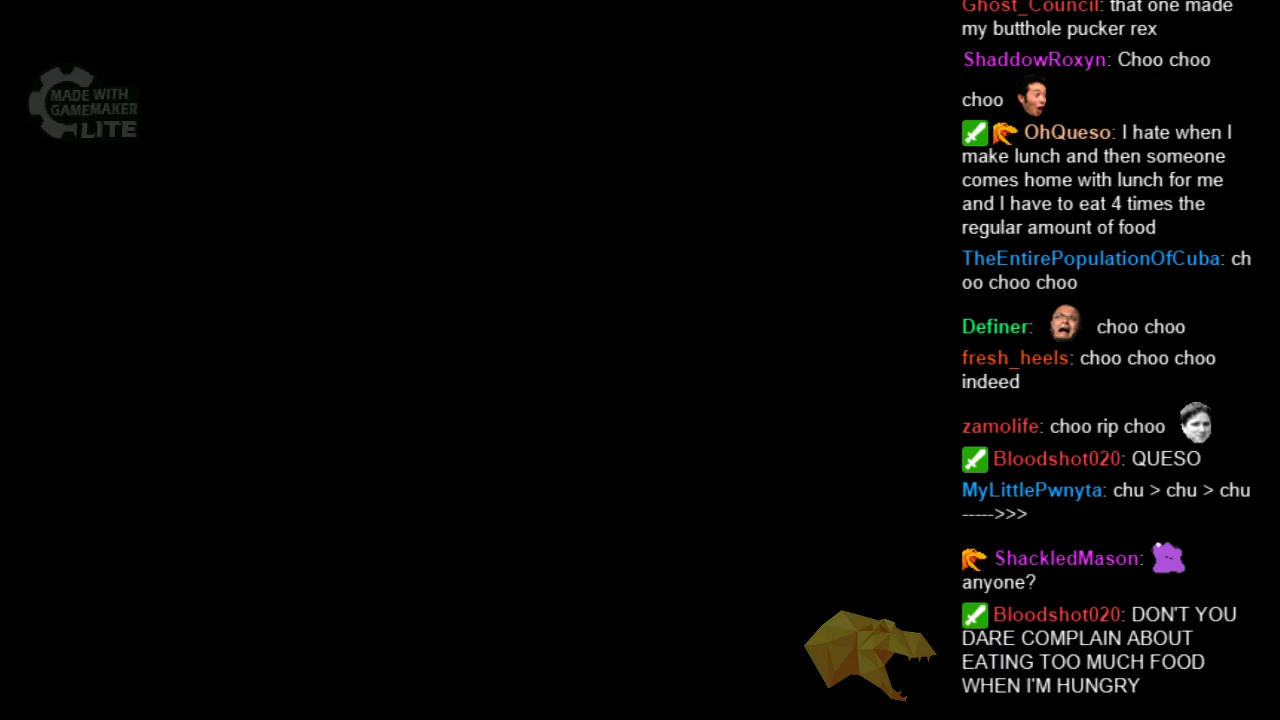 MADE WITH
GAMEMAKER
LITE
Ghost_Council: that one made
my butthole pucker rex
ShaddowRoxyn: Choo choo
choo
OhQueso: I hate when I
make lunch and then someone
comes home with lunch for me
and I have to eat 4 times the
regular amount of food
TheEntirePopulationOfCuba: ch
oo choo choo
Definer: choo choo
fresh_heels: choo choo choo
indeed
zamolife: choo rip choo
Bloodshot020: QUESO
MyLittlePwnyta: chu > chu > chu
----->>>
ShackledMason:
anyone?
Bloodshot020: DON'T YOU
DARE COMPLAIN ABOUT
EATING TOO MUCH FOOD
WHEN I'M HUNGRY